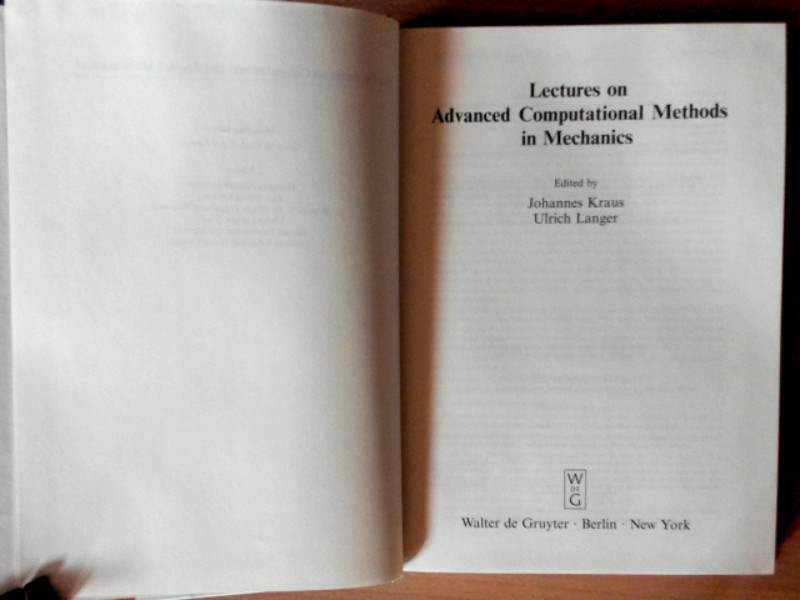 Lectures on
Advanced Computational Methods
in Mechanics
Edited by
Johannes Kraus
Ulrich Langer
W
DE
G
Walter de Gruyter · Berlin · New York